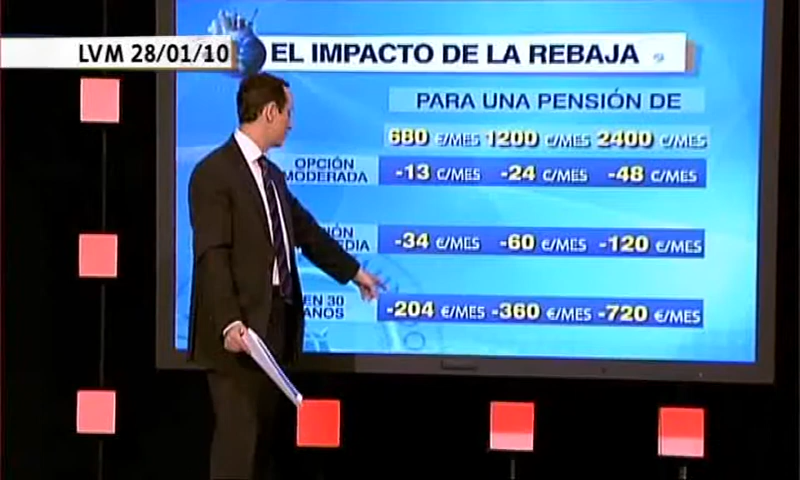 LVM 28/01/10
EL IMPACTO DE LA REBAJA
PARA UNA PENSIÓN DE
680 €/MES 1200 €/MES 2400 €/MES
OPCIÓN
MODERADA -13 €/MES -24 €/MES -48 €/MES
-34 €/MES -60 €/MES -120 €/MES
EN 30
AÑOS -204 €/MES -360 €/MES -720 €/MES